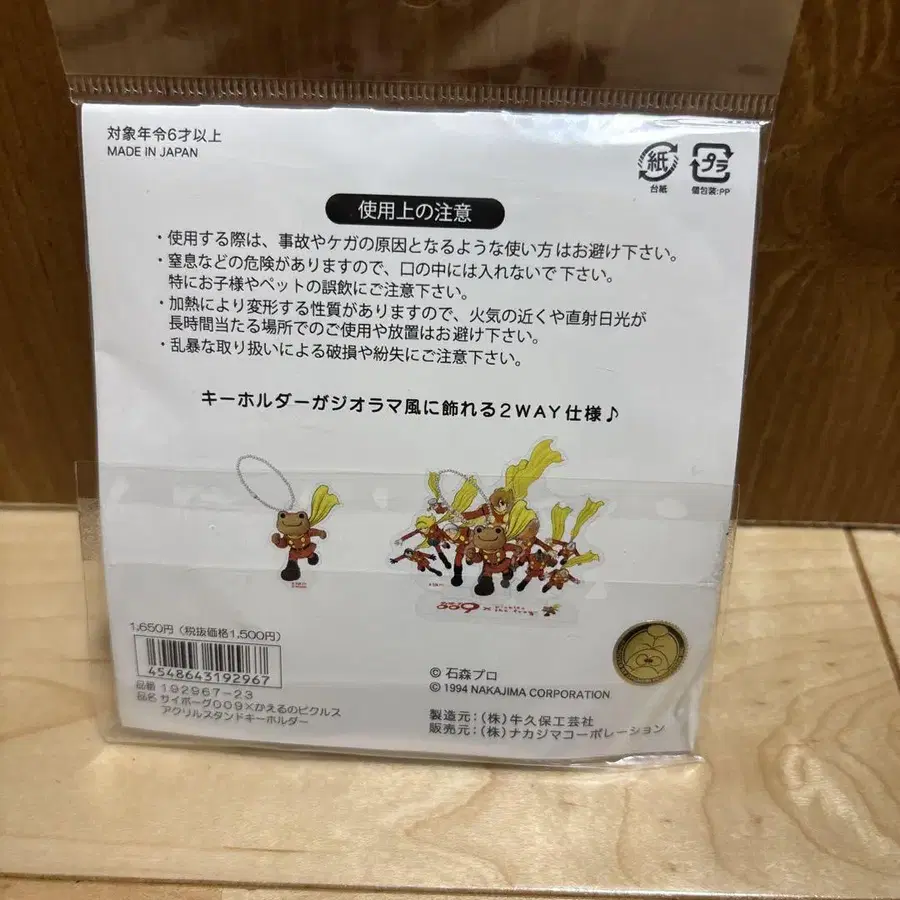 対象年令6才以上
MADE IN JAPAN
紙
台紙
プラ
個包装:PP
使用上の注意
・使用する際は、事故やケガの原因となるような使い方はお避け下さい。
・窒息などの危険がありますので、口の中には入れないで下さい。
特にお子様やペットの誤飲にご注意下さい。
・加熱により変形する性質がありますので、火気の近くや直射日光が
長時間当たる場所でのご使用や放置はお避け下さい。
・乱暴な取り扱いによる破損や紛失にご注意下さい。
キーホルダーがジオラマ風に飾れる2WAY仕様♪
009×
1,650円（税抜価格1,500円）
4548643192967
品番 192967-23
品名 サイボーグ009×かえるのピクルス
アクリルスタンドキーホルダー
© 石森プロ
© 1994 NAKAJIMA CORPORATION
製造元：（株）牛久保工芸社
販売元：（株）ナカジマコーポレーション